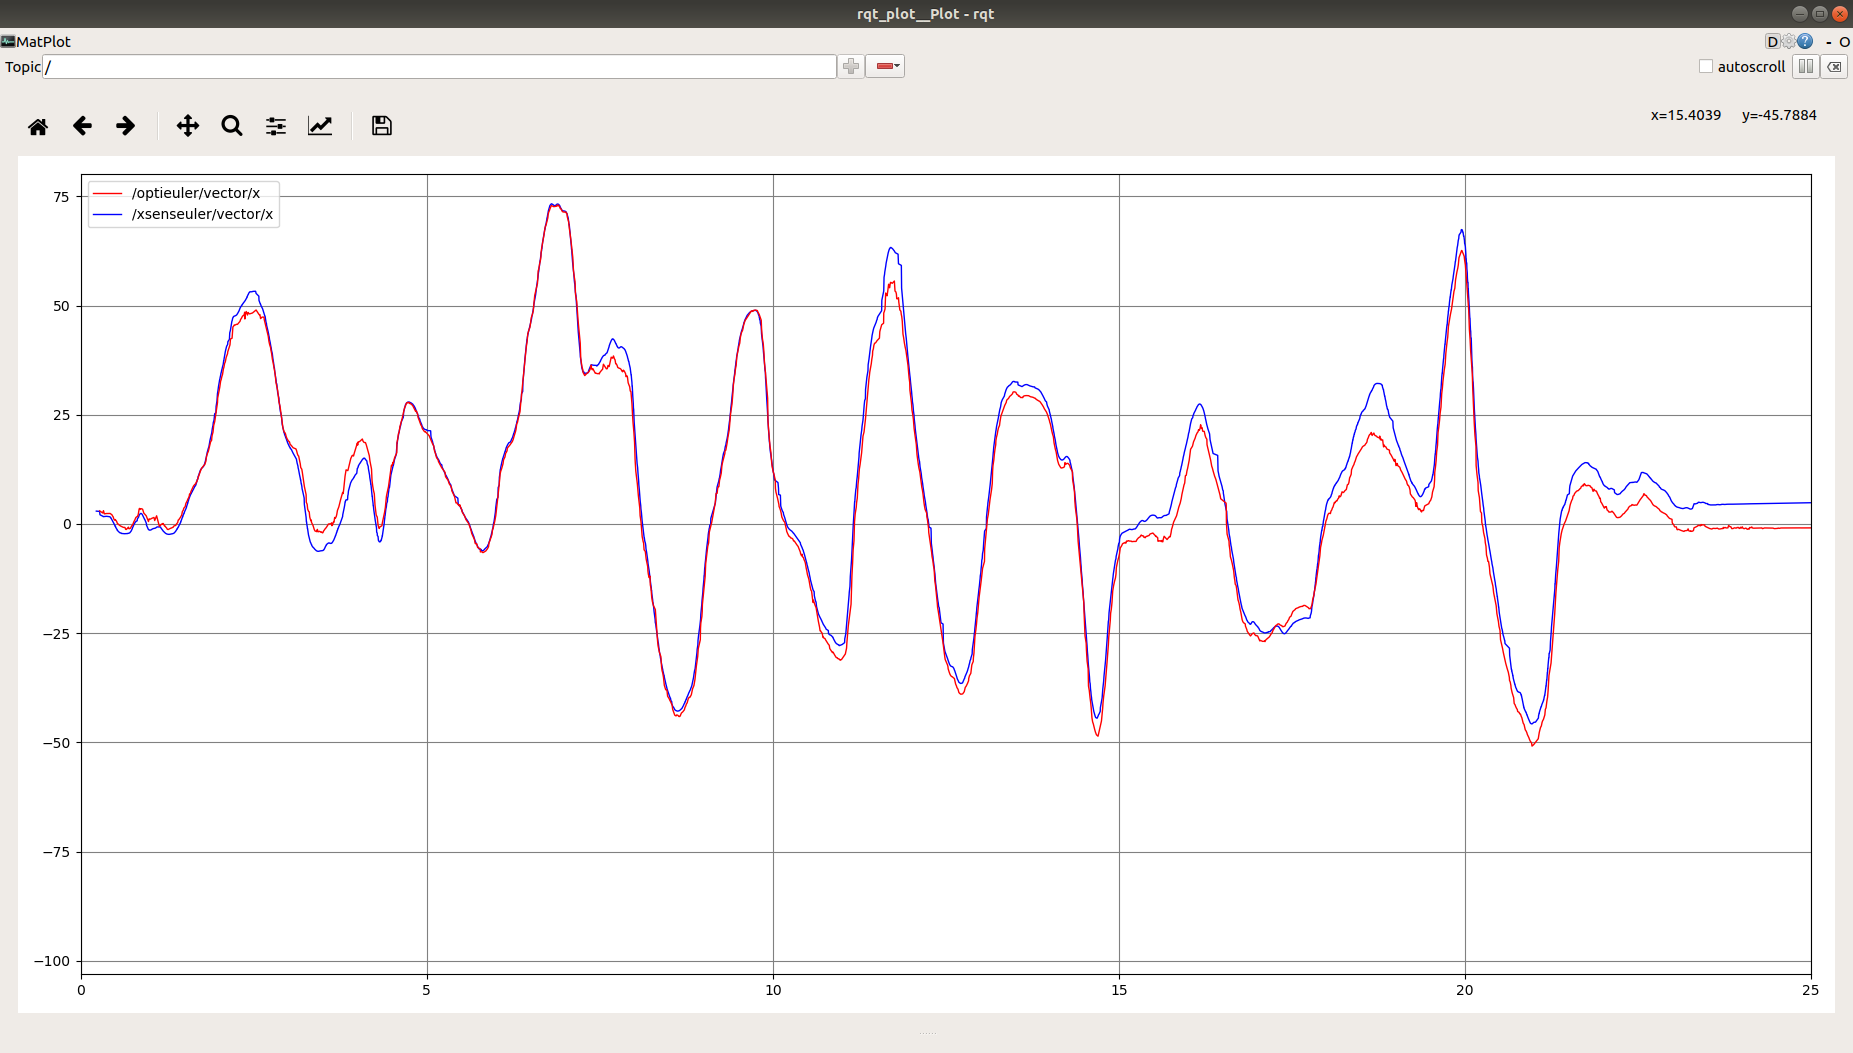 rqt_plot__Plot - rqt
MatPlot
D ? - O
Topic /
autoscroll
x=15.4039 y=-45.7884
/optieuler/vector/x
/xsenseuler/vector/x
75
50
25
0
−25
−50
−75
−100
0 5 10 15 20 25